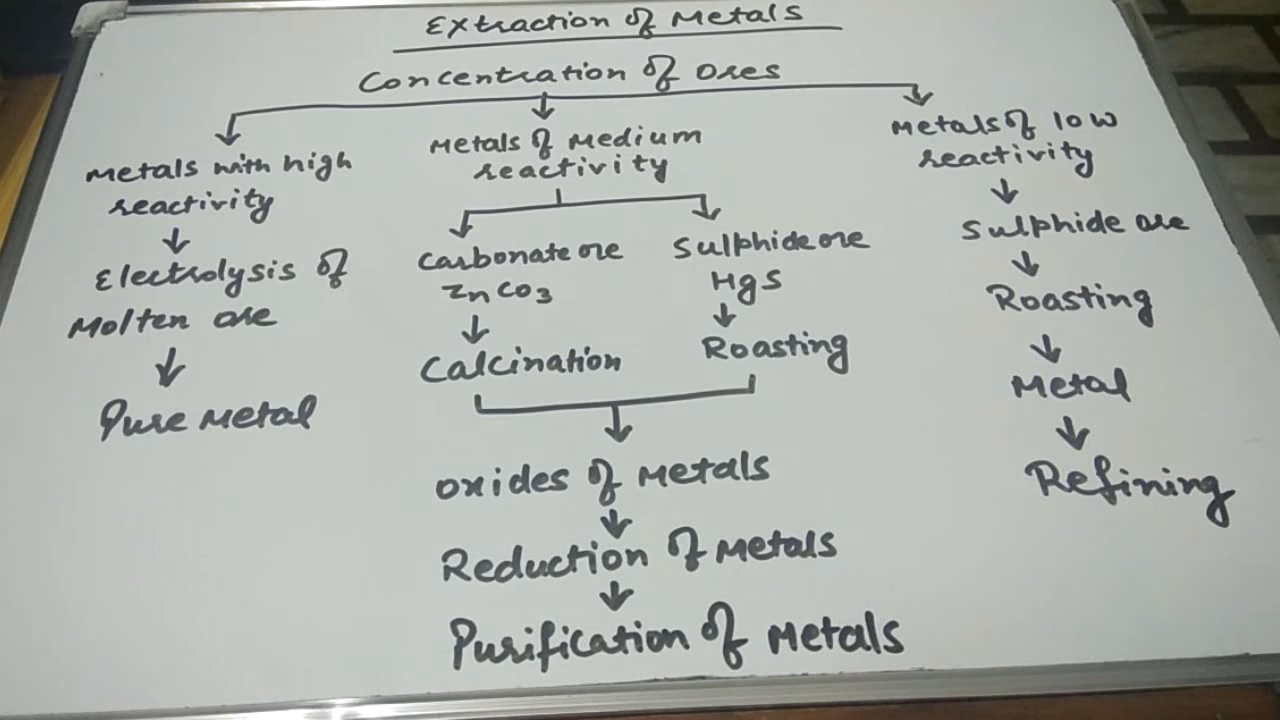 Extraction of Metals
Concentration of Ores
Metals with high
reactivity
Electrolysis of
Molten ore
Pure Metal
Metals of Medium
reactivity
Carbonate ore
ZnCO3
Calcination
Sulphide ore
HgS
Roasting
Oxides of Metals
Reduction of Metals
Purification of Metals
Metals of low
reactivity
Sulphide ore
Roasting
Metal
Refining